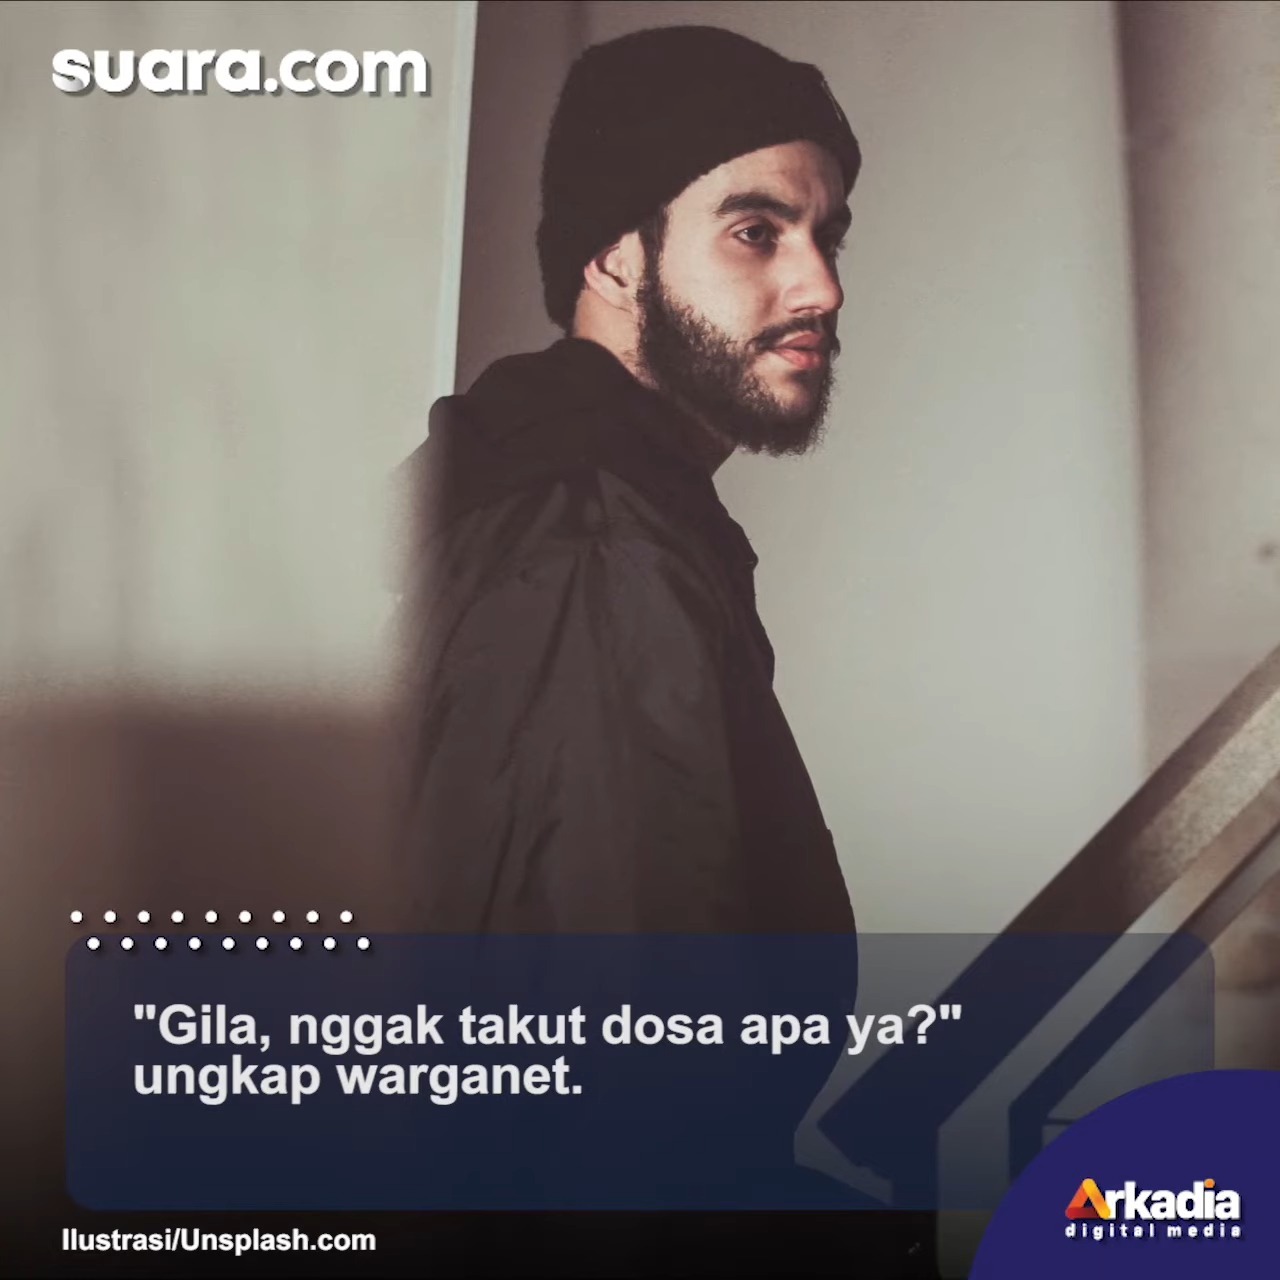 suara.com
"Gila, nggak takut dosa apa ya?"
ungkap warganet.
Ilustrasi/Unsplash.com
Arkadia
digital media